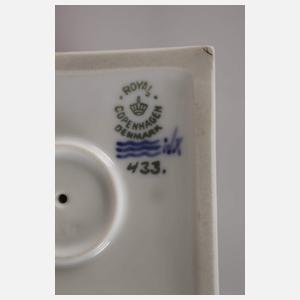 ROYAL
COPENHAGEN
DENMARK
433.